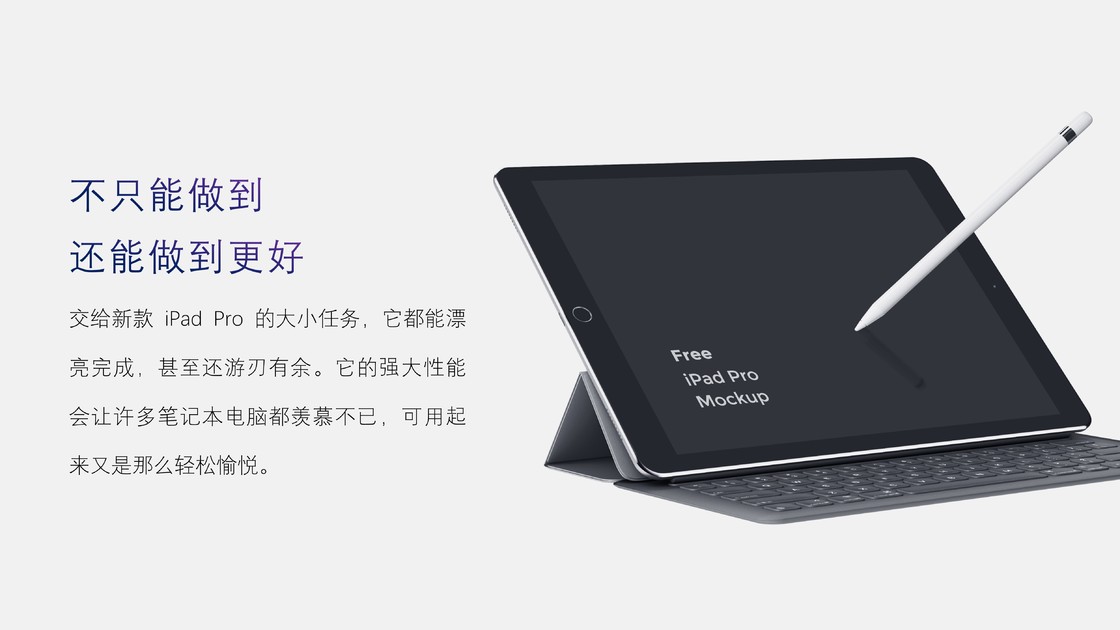 不只能做到
还能做到更好
交给新款 iPad Pro 的大小任务，它都能漂
亮完成，甚至还游刃有余。它的强大性能
会让许多笔记本电脑都羡慕不已，可用起
来又是那么轻松愉悦。
Free
iPad Pro
Mockup